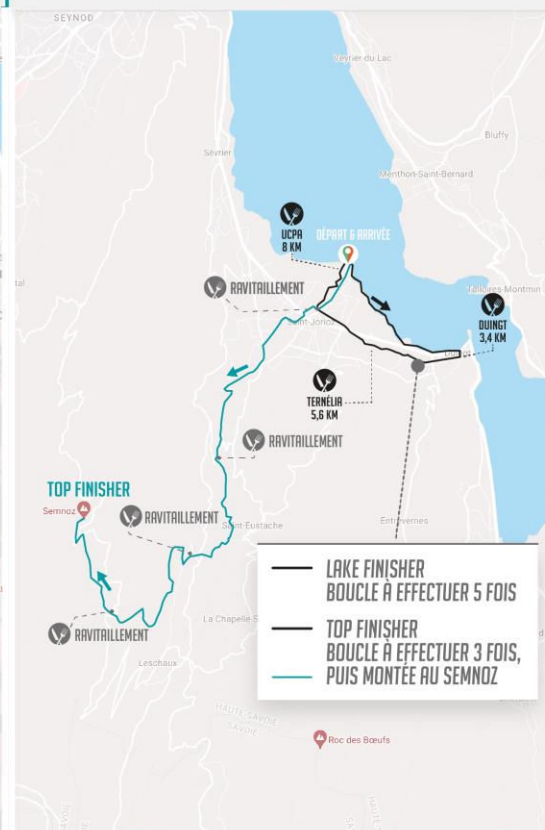 SEYNOD
Veyrier-du-Lac
Bluffy
Sévrier
Menthon-Saint-Bernard
UCPA
8 KM
DÉPART & ARRIVÉE
Talloires-Montmin
RAVITAILLEMENT
DUINGT
3,4 KM
Saint-Jorioz
TERNÉLIA
5,6 KM
RAVITAILLEMENT
TOP FINISHER
Semnoz
RAVITAILLEMENT
Saint-Eustache
Entrevernes
LAKE FINISHER
BOUCLE À EFFECTUER 5 FOIS
TOP FINISHER
BOUCLE À EFFECTUER 3 FOIS,
PUIS MONTÉE AU SEMNOZ
La Chapelle-S
RAVITAILLEMENT
Leschaux
HAUTE-SAVOIE
SAVOIE
Roc des Bœufs